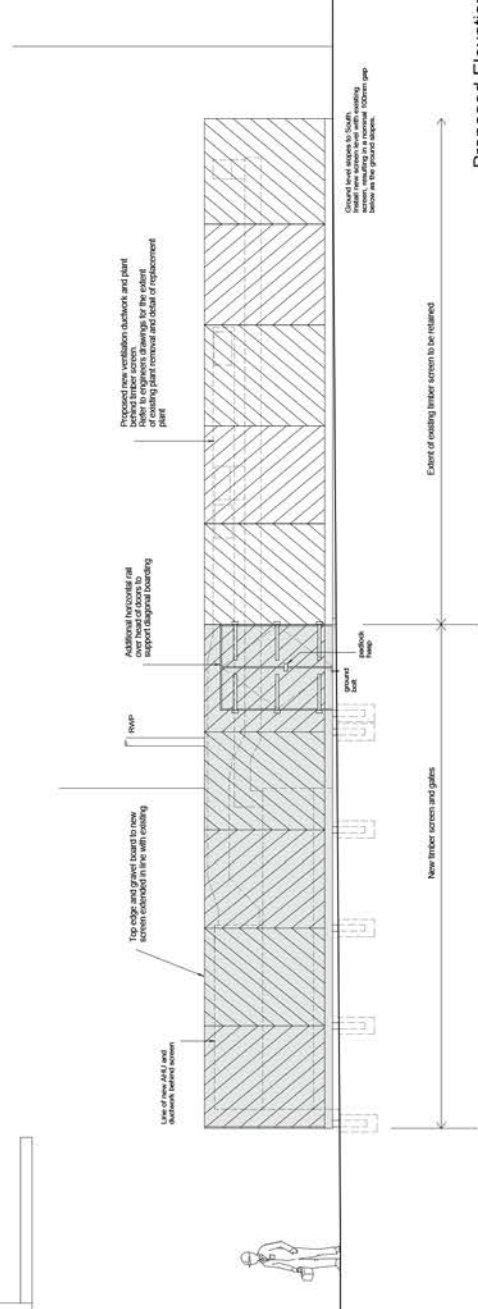 Proposed new ventilation ductwork and plant
behind timber screen.
Refer to engineers drawings for the extent
of existing plant removal and detail of replacement
plant
Additional horizontal rail
over head of doors to
support diagonal boarding
RWP
Top edge and gravel board to new
screen extended in line with existing
Line of new AHU and
ductwork behind screen
Ground level slopes to South.
Install new screen level with existing
screen, resulting in a nominal 100mm gap
below as the ground slopes.
padlock
hasp
ground
bolt
New timber screen and gates
Extent of existing timber screen to be retained
Proposed